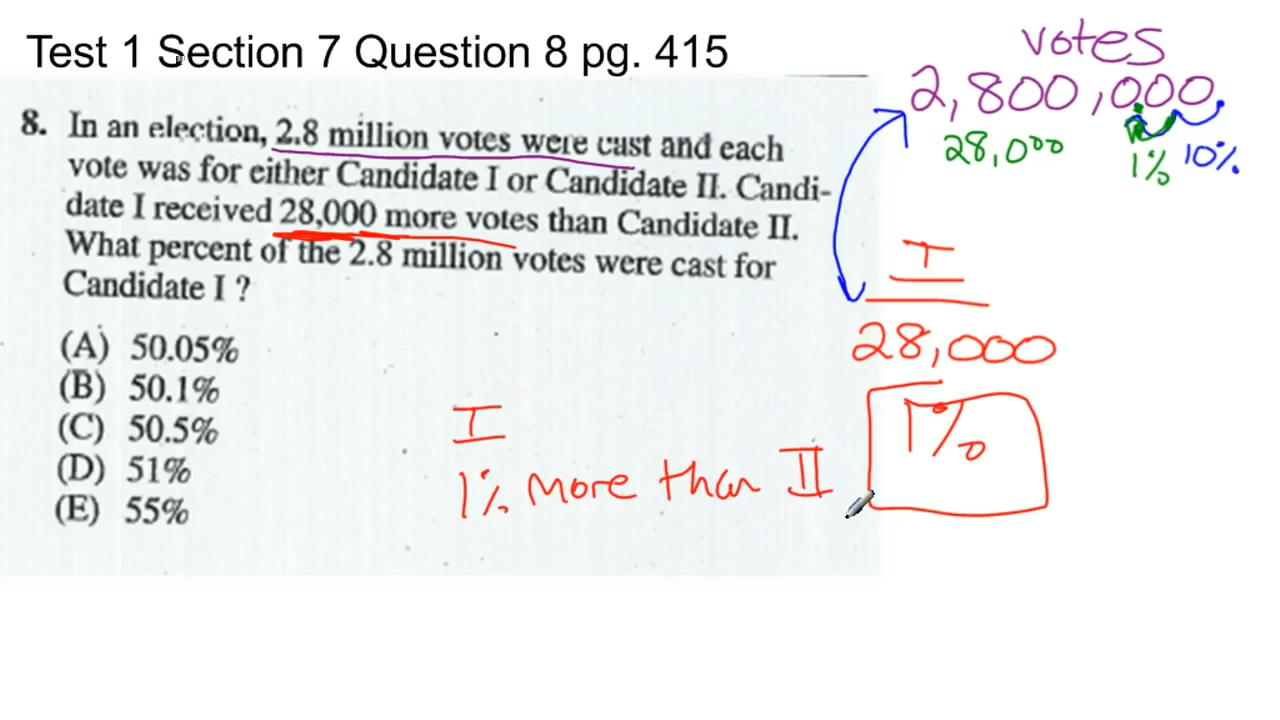 Test 1 Section 7 Question 8 pg. 415
votes
2,800,000.
28,000
1%
10%
8. In an election, 2.8 million votes were cast and each
vote was for either Candidate I or Candidate II. Candi-
date I received 28,000 more votes than Candidate II.
What percent of the 2.8 million votes were cast for
Candidate I ?
(A) 50.05%
(B) 50.1%
(C) 50.5%
(D) 51%
(E) 55%
I
28,000
1%
I
1% more than II